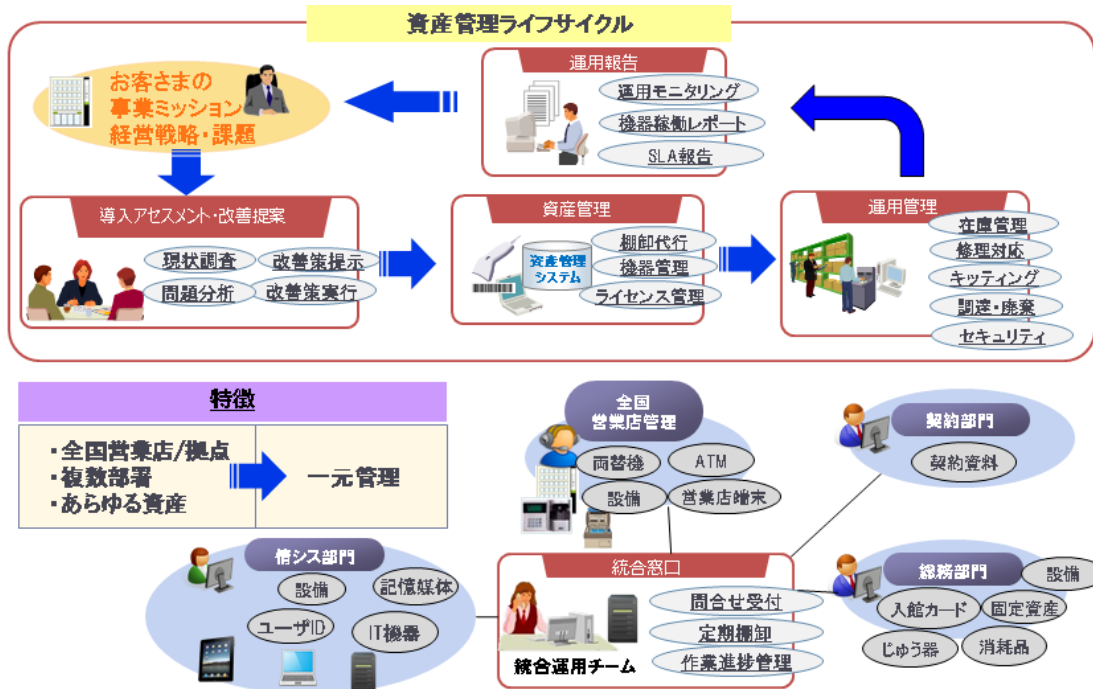 資産管理ライフサイクル
お客さまの
事業ミッション
経営戦略・課題
運用報告
運用モニタリング
機器稼働レポート
SLA報告
導入アセスメント・改善提案
現状調査
改善策提示
問題分析
改善策実行
資産管理
資産管理
システム
棚卸代行
機器管理
ライセンス管理
運用管理
在庫管理
修理対応
キッティング
調達・廃棄
セキュリティ
特徴
・全国営業店/拠点
・複数部署
・あらゆる資産
一元管理
全国
営業店管理
両替機
ATM
設備
営業店端末
契約部門
契約資料
情シス部門
設備
記憶媒体
ユーザID
IT機器
統合窓口
問合せ受付
定期棚卸
作業進捗管理
統合運用チーム
総務部門
設備
入館カード
固定資産
じゅう器
消耗品